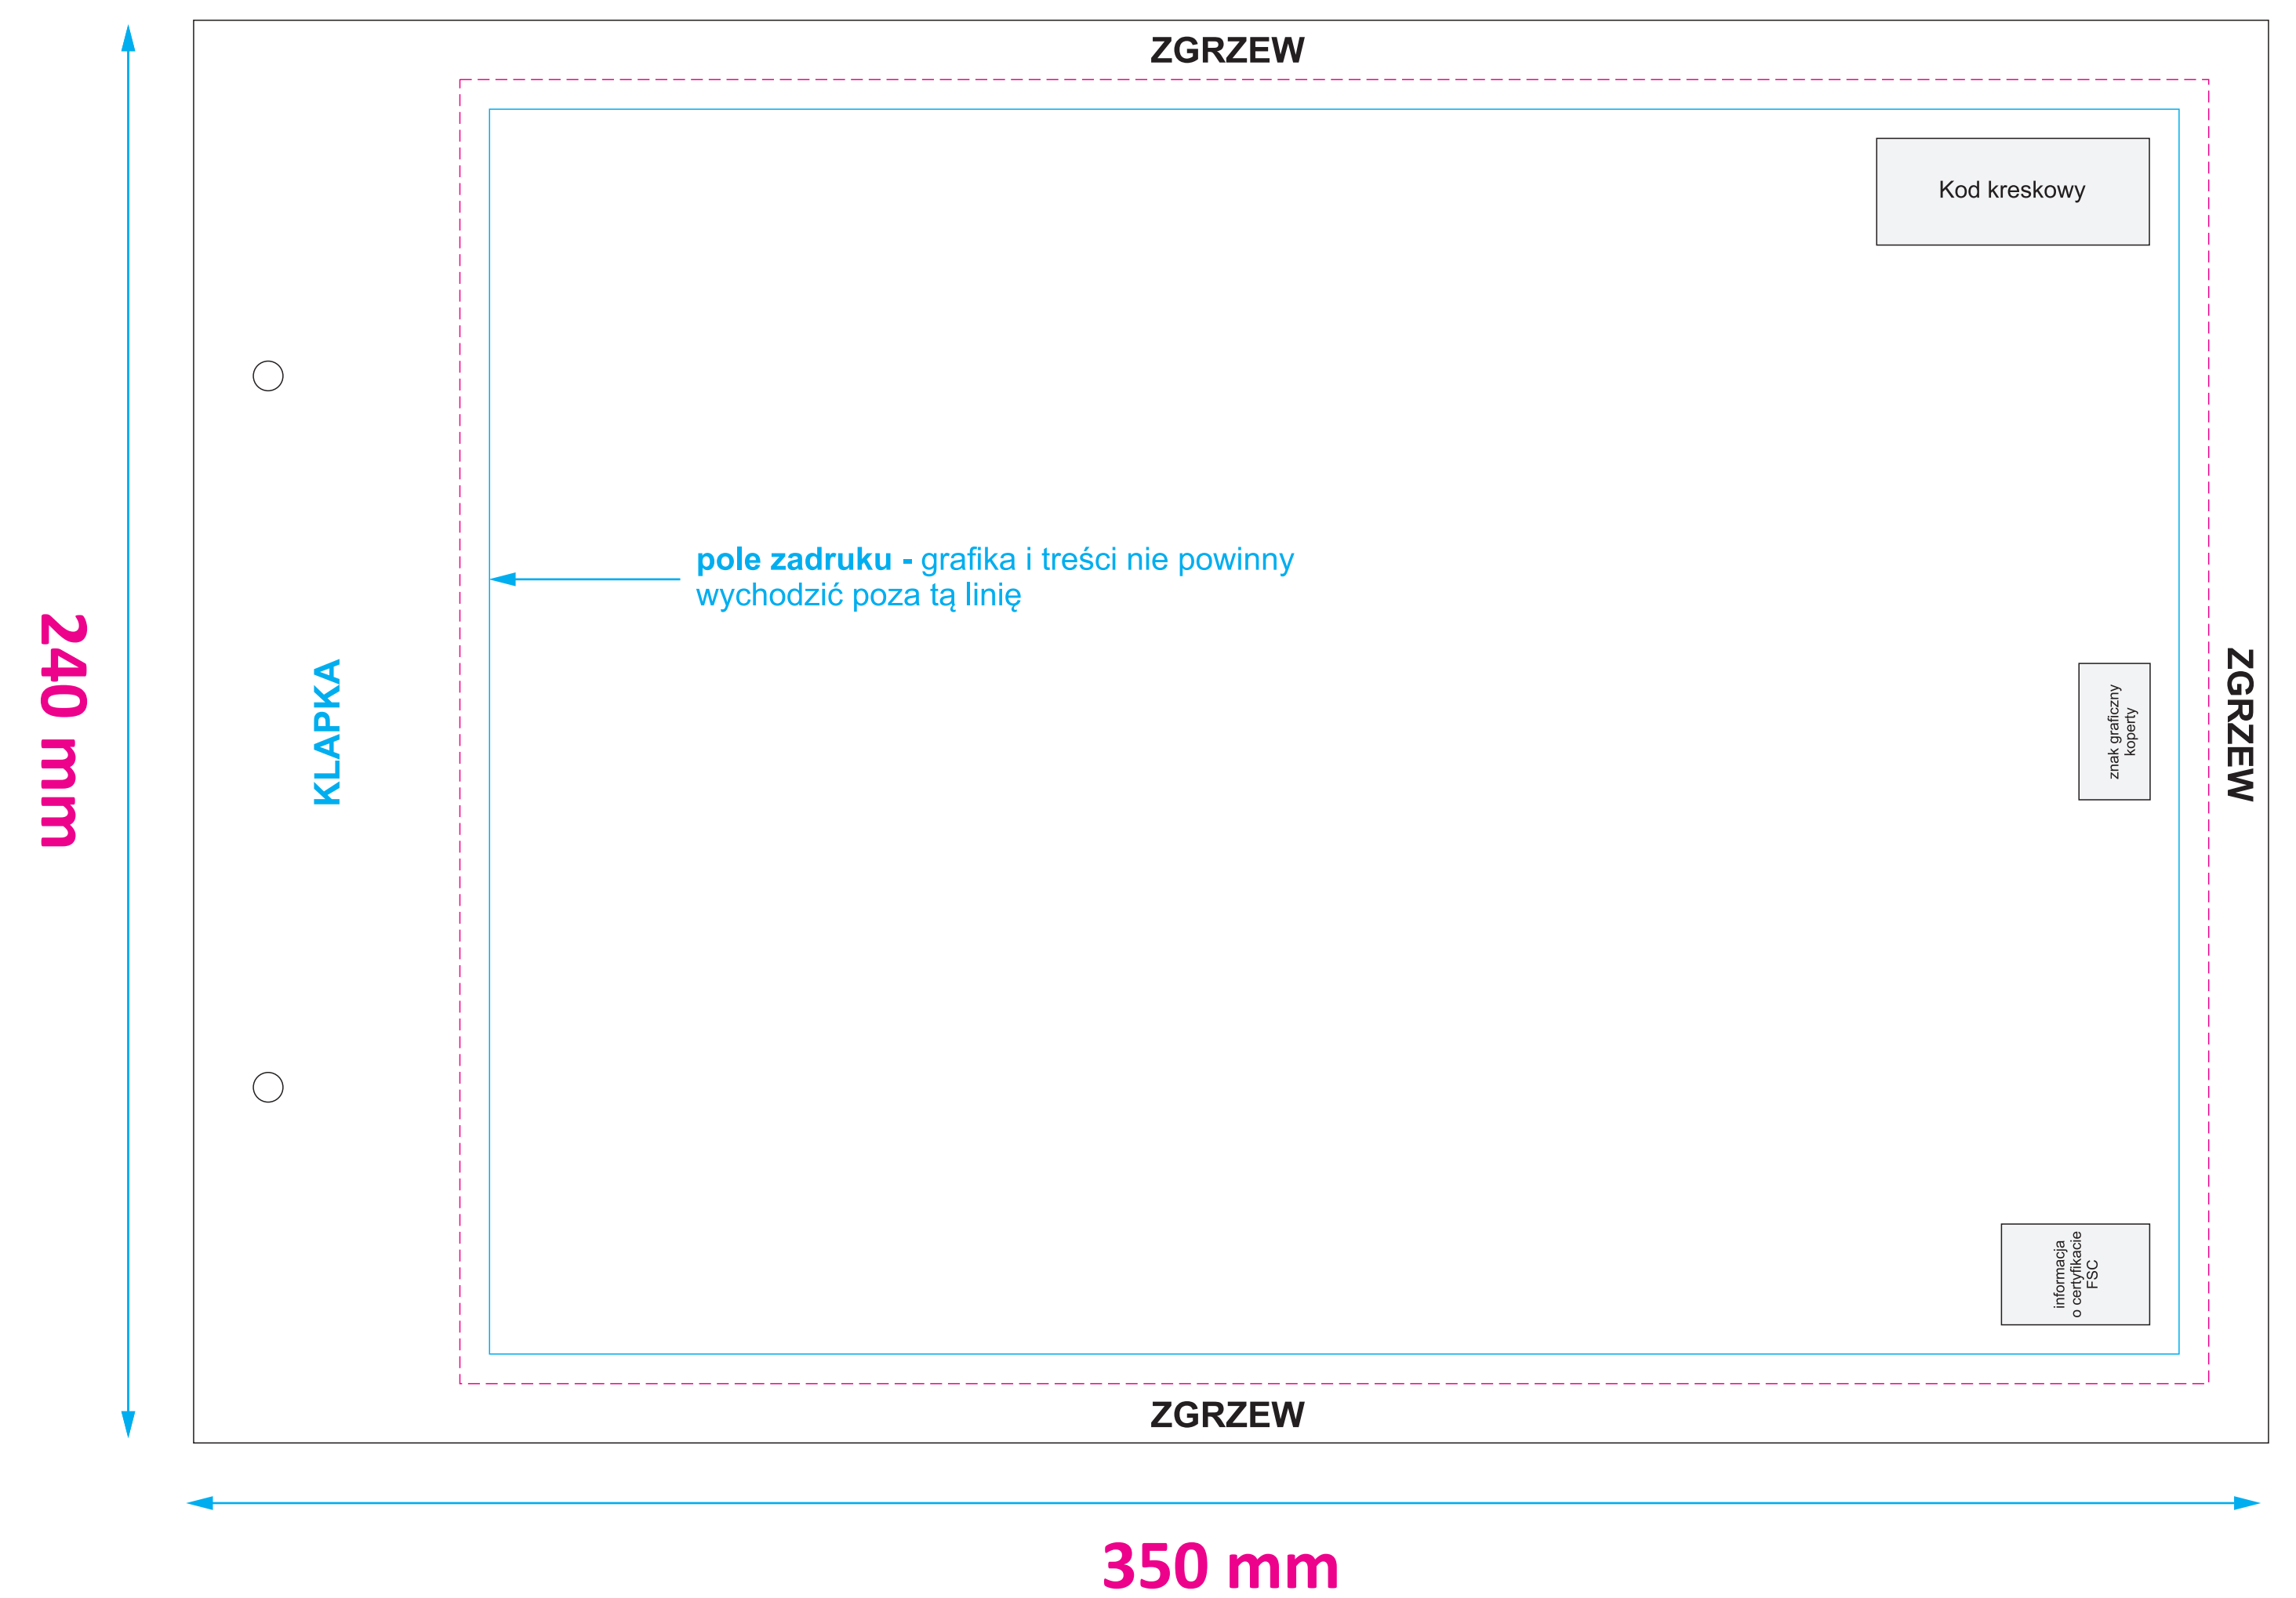 ZGRZEW
Kod kreskowy
pole zadruku - grafika i treści nie powinny
wychodzić poza tą linię
240 mm
KLAPKA
znak graficzny
koperty
ZGRZEW
informacja
o certyfikacie
FSC
ZGRZEW
350 mm